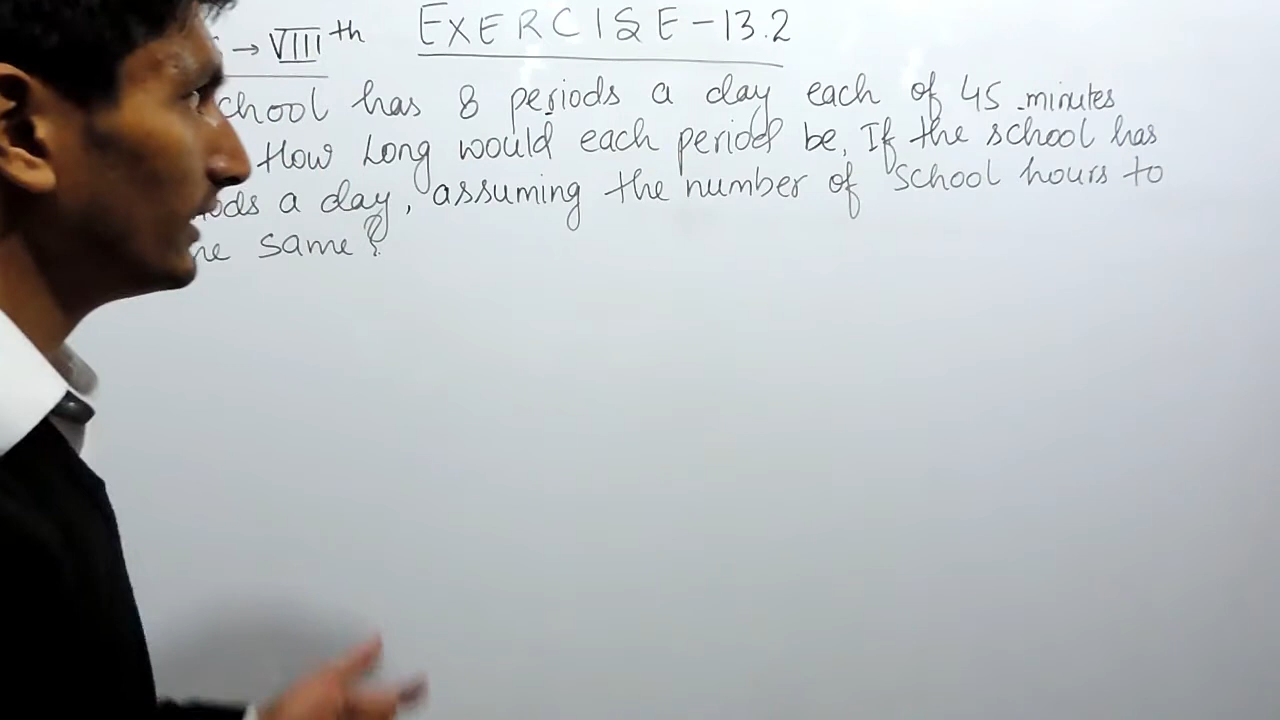 → VIII th EXERCISE-13.2
chool has 8 periods a day each of 45 minutes
How Long would each period be, If the school has
ods a day, assuming the number of school hours to
he same?